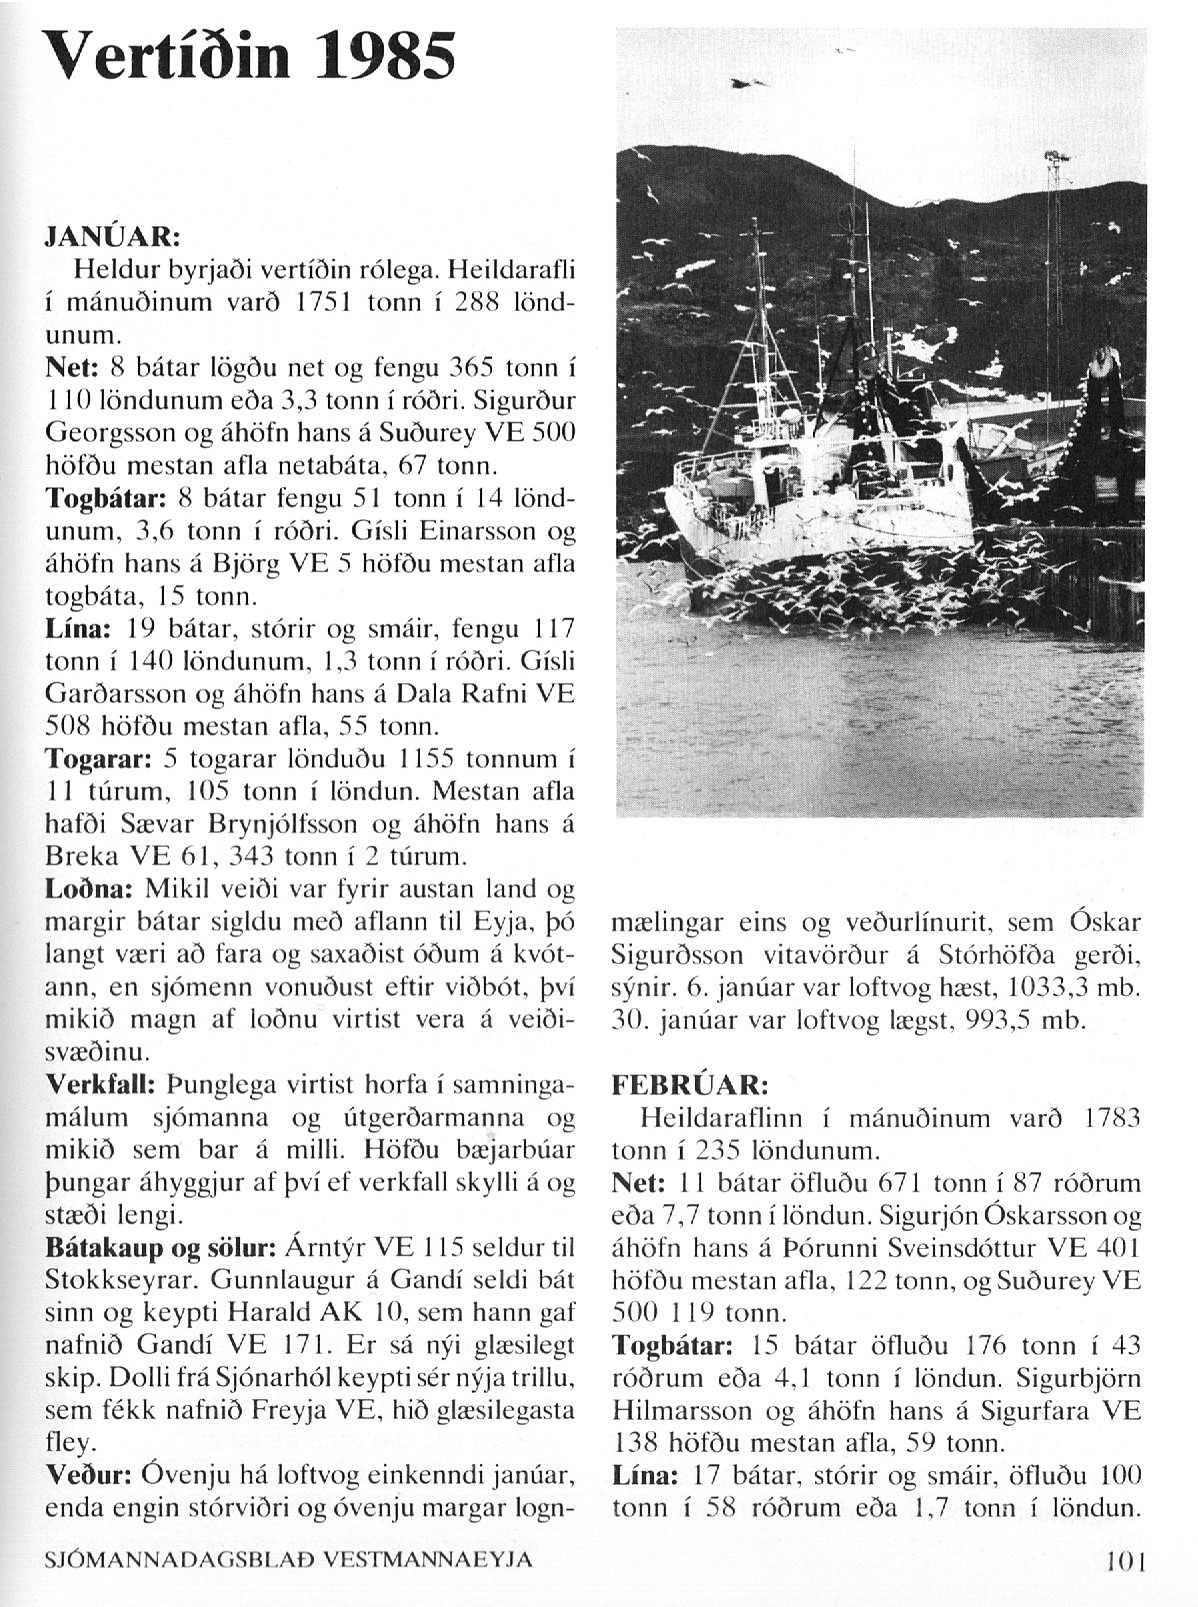 Vertíðin 1985
JANÚAR:
Heldur byrjaði vertíðin rólega. Heildarafli
í mánuðinum varð 1751 tonn í 288 lönd-
unum.
Net: 8 bátar lögðu net og fengu 365 tonn í
110 löndunum eða 3,3 tonn í róðri. Sigurður
Georgsson og áhöfn hans á Suðurey VE 500
höfðu mestan afla netabáta, 67 tonn.
Togbátar: 8 bátar fengu 51 tonn í 14 lönd-
unum, 3,6 tonn í róðri. Gísli Einarsson og
áhöfn hans á Björg VE 5 höfðu mestan afla
togbáta, 15 tonn.
Lína: 19 bátar, stórir og smáir, fengu 117
tonn í 140 löndunum, 1,3 tonn í róðri. Gísli
Garðarsson og áhöfn hans á Dala Rafni VE
508 höfðu mestan afla, 55 tonn.
Togarar: 5 togarar lönduðu 1155 tonnum í
11 túrum, 105 tonn í löndun. Mestan afla
hafði Sævar Brynjólfsson og áhöfn hans á
Breka VE 61, 343 tonn í 2 túrum.
Loðna: Mikil veiði var fyrir austan land og
margir bátar sigldu með aflann til Eyja, þó
langt væri að fara og saxaðist óðum á kvót-
ann, en sjómenn vonuðust eftir viðbót, því
mikið magn af loðnu virtist vera á veiði-
svæðinu.
Verkfall: Þunglega virtist horfa í samninga-
málum sjómanna og útgerðarmanna og
mikið sem bar á milli. Höfðu bæjarbúar
þungar áhyggjur af því ef verkfall skylli á og
stæði lengi.
Bátakaup og sölur: Árntýr VE 115 seldur til
Stokkseyrar. Gunnlaugur á Gandí seldi bát
sinn og keypti Harald AK 10, sem hann gaf
nafnið Gandí VE 171. Er sá nýi glæsilegt
skip. Dolli frá Sjónarhól keypti sér nýja trillu,
sem fékk nafnið Freyja VE, hið glæsilegasta
fley.
Veður: Óvenju há loftvog einkenndi janúar,
enda engin stórviðri og óvenju margar logn-
mælingar eins og veðurlínurit, sem Óskar
Sigurðsson vitavörður á Stórhöfða gerði,
sýnir. 6. janúar var loftvog hæst, 1033,3 mb.
30. janúar var loftvog lægst, 993,5 mb.
FEBRÚAR:
Heildaraflinn í mánuðinum varð 1783
tonn í 235 löndunum.
Net: 11 bátar öfluðu 671 tonn í 87 róðrum
eða 7,7 tonn í löndun. Sigurjón Óskarsson og
áhöfn hans á Þórunni Sveinsdóttur VE 401
höfðu mestan afla, 122 tonn, og Suðurey VE
500 119 tonn.
Togbátar: 15 bátar öfluðu 176 tonn í 43
róðrum eða 4,1 tonn í löndun. Sigurbjörn
Hilmarsson og áhöfn hans á Sigurfara VE
138 höfðu mestan afla, 59 tonn.
Lína: 17 bátar, stórir og smáir, öfluðu 100
tonn í 58 róðrum eða 1,7 tonn í löndun.
SJÓMANNADAGSBLAÐ VESTMANNAEYJA
101